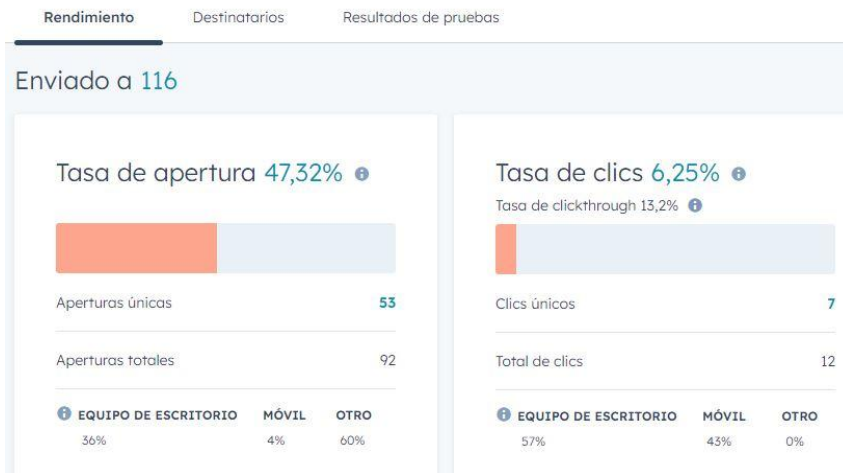 Rendimiento
Destinatarios
Resultados de pruebas
Enviado a 116
Tasa de apertura 47,32%
Aperturas únicas 53
Aperturas totales 92
EQUIPO DE ESCRITORIO MÓVIL OTRO
36% 4% 60%
Tasa de clics 6,25%
Tasa de clickthrough 13,2%
Clics únicos 7
Total de clics 12
EQUIPO DE ESCRITORIO MÓVIL OTRO
57% 43% 0%